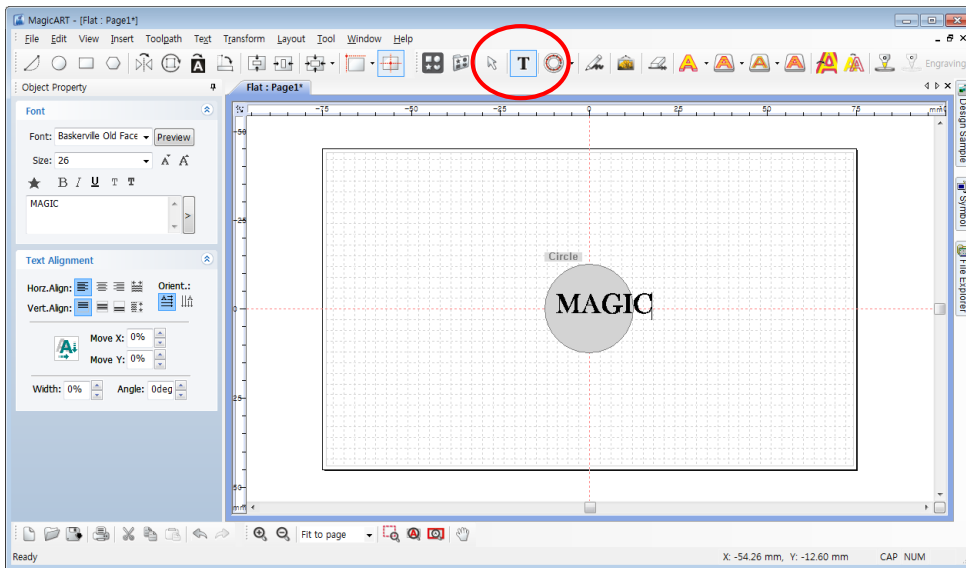 MagicART - [Flat : Page1*]
File Edit View Insert Toolpath Text Transform Layout Tool Window Help
T
Engraving
Object Property
Flat : Page1*
Font
Font: Baskerville Old Face Preview
Size: 26
B I U T T
MAGIC
>
Text Alignment
Horz.Align: Orient.:
Vert.Align:
Move X: 0%
Move Y: 0%
Width: 0% Angle: 0deg
-75 -50 -25 0 25 50 75 mm
-50
-25
0
25
50
mm
Circle
MAGIC
Design Sample
Symbol
File Explorer
Fit to page
Ready
X: -54.26 mm, Y: -12.60 mm CAP NUM